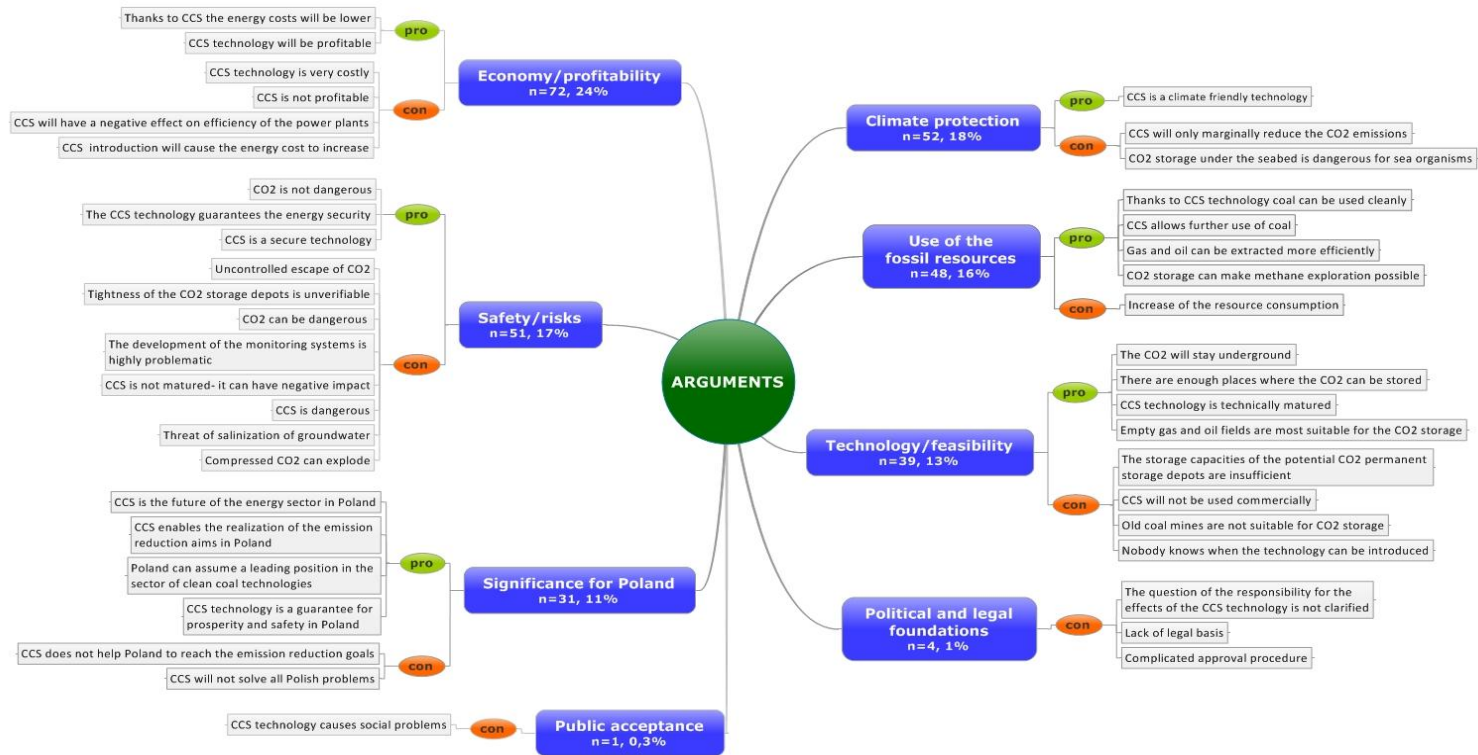 Thanks to CCS the energy costs will be lower
CCS technology will be profitable
pro
CCS technology is very costly
CCS is not profitable
CCS will have a negative effect on efficiency of the power plants
CCS introduction will cause the energy cost to increase
con
Economy/profitability
n=72, 24%
CO2 is not dangerous
The CCS technology guarantees the energy security
CCS is a secure technology
pro
Uncontrolled escape of CO2
Tightness of the CO2 storage depots is unverifiable
CO2 can be dangerous
The development of the monitoring systems is
highly problematic
CCS is not matured- it can have negative impact
CCS is dangerous
Threat of salinization of groundwater
Compressed CO2 can explode
con
Safety/risks
n=51, 17%
CCS is the future of the energy sector in Poland
CCS enables the realization of the emission
reduction aims in Poland
Poland can assume a leading position in the
sector of clean coal technologies
CCS technology is a guarantee for
prosperity and safety in Poland
pro
CCS does not help Poland to reach the emission reduction goals
CCS will not solve all Polish problems
con
Significance for Poland
n=31, 11%
CCS technology causes social problems
con
Public acceptance
n=1, 0,3%
ARGUMENTS
Climate protection
n=52, 18%
pro
CCS is a climate friendly technology
con
CCS will only marginally reduce the CO2 emissions
CO2 storage under the seabed is dangerous for sea organisms
Use of the
fossil resources
n=48, 16%
pro
Thanks to CCS technology coal can be used cleanly
CCS allows further use of coal
Gas and oil can be extracted more efficiently
CO2 storage can make methane exploration possible
con
Increase of the resource consumption
Technology/feasibility
n=39, 13%
pro
The CO2 will stay underground
There are enough places where the CO2 can be stored
CCS technology is technically matured
Empty gas and oil fields are most suitable for the CO2 storage
con
The storage capacities of the potential CO2 permanent
storage depots are insufficient
CCS will not be used commercially
Old coal mines are not suitable for CO2 storage
Nobody knows when the technology can be introduced
Political and legal
foundations
n=4, 1%
con
The question of the responsibility for the
effects of the CCS technology is not clarified
Lack of legal basis
Complicated approval procedure